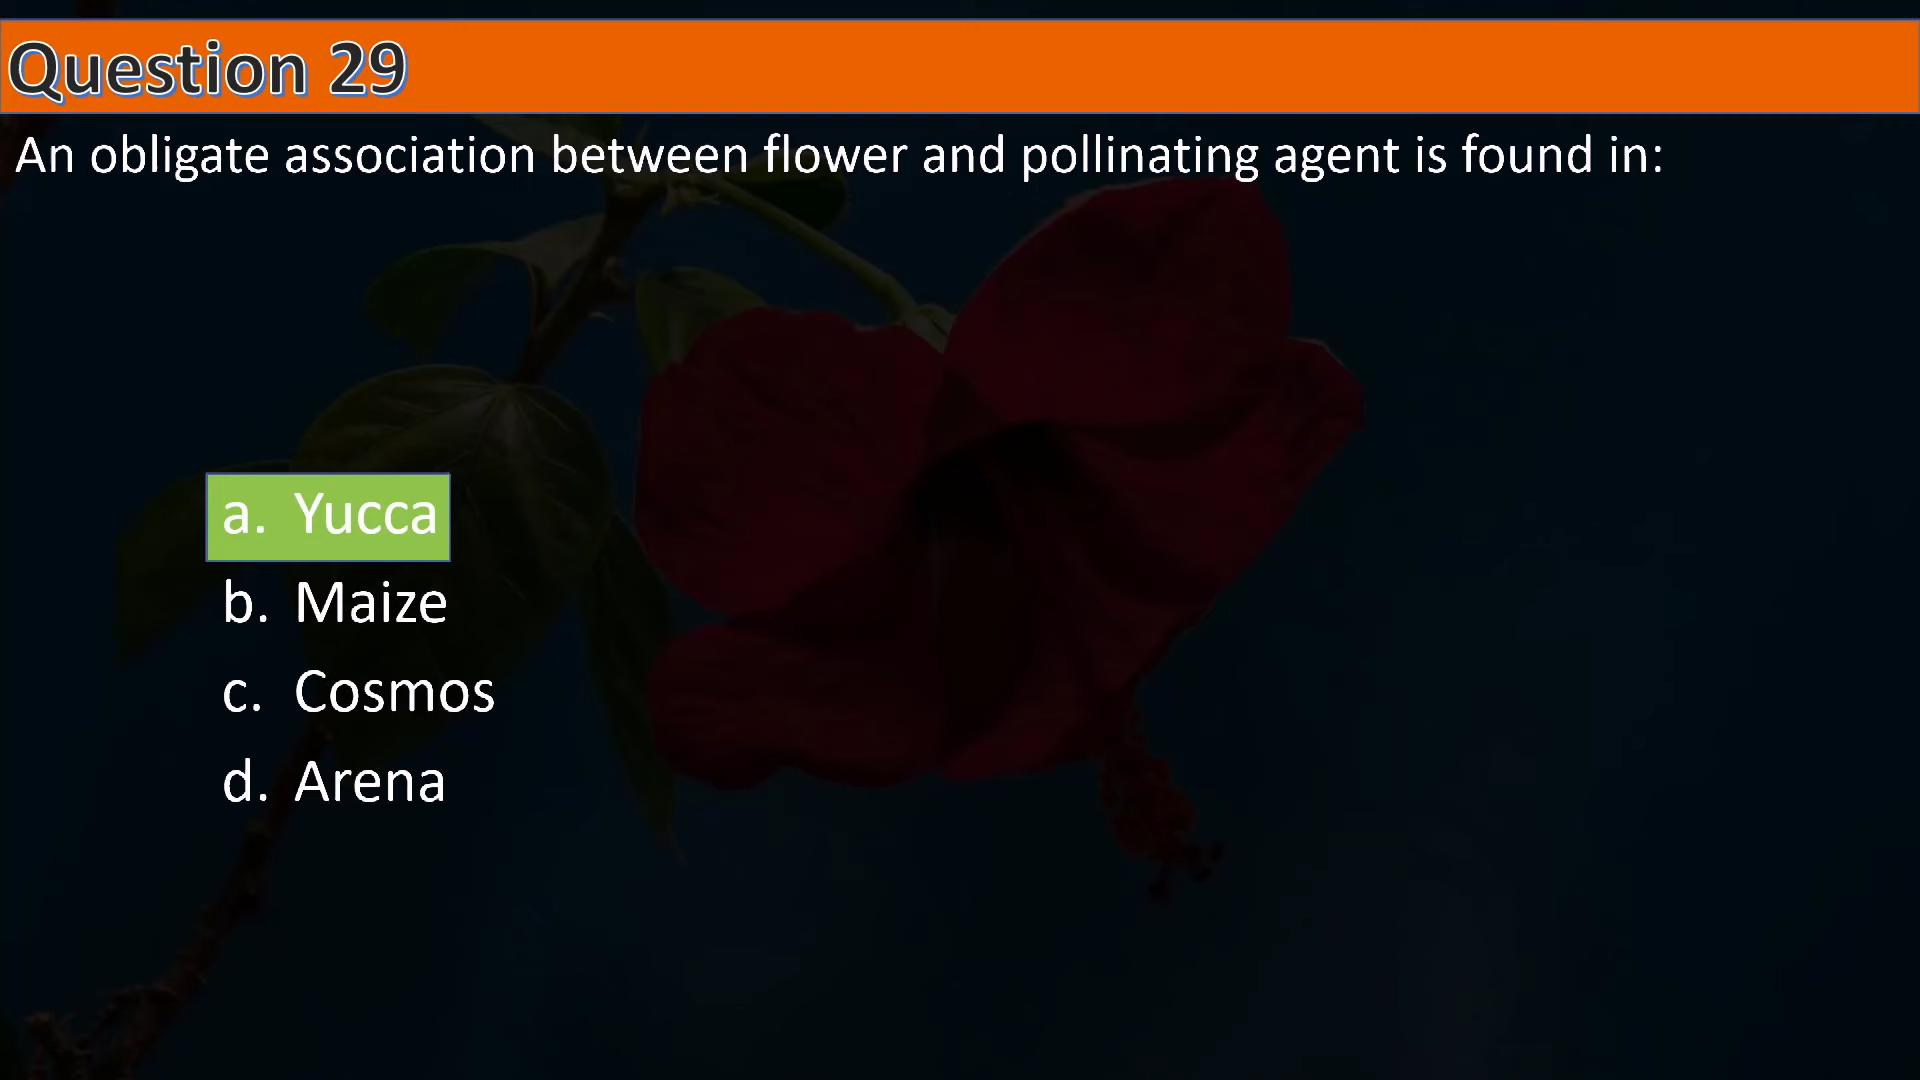 Question 29
An obligate association between flower and pollinating agent is found in:
a. Yucca
b. Maize
c. Cosmos
d. Arena